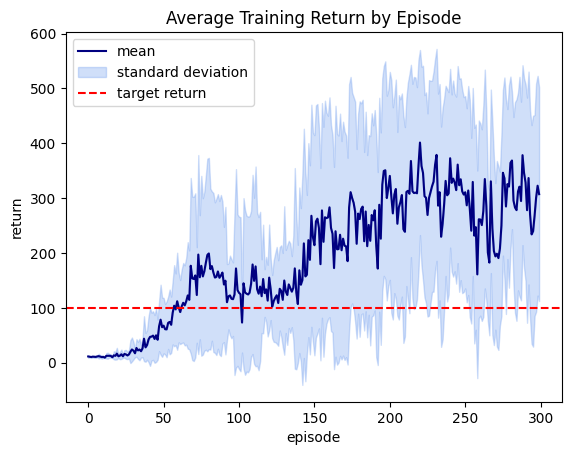 Average Training Return by Episode
mean
standard deviation
target return
600
500
400
300
200
100
0
return
0
50
100
150
200
250
300
episode